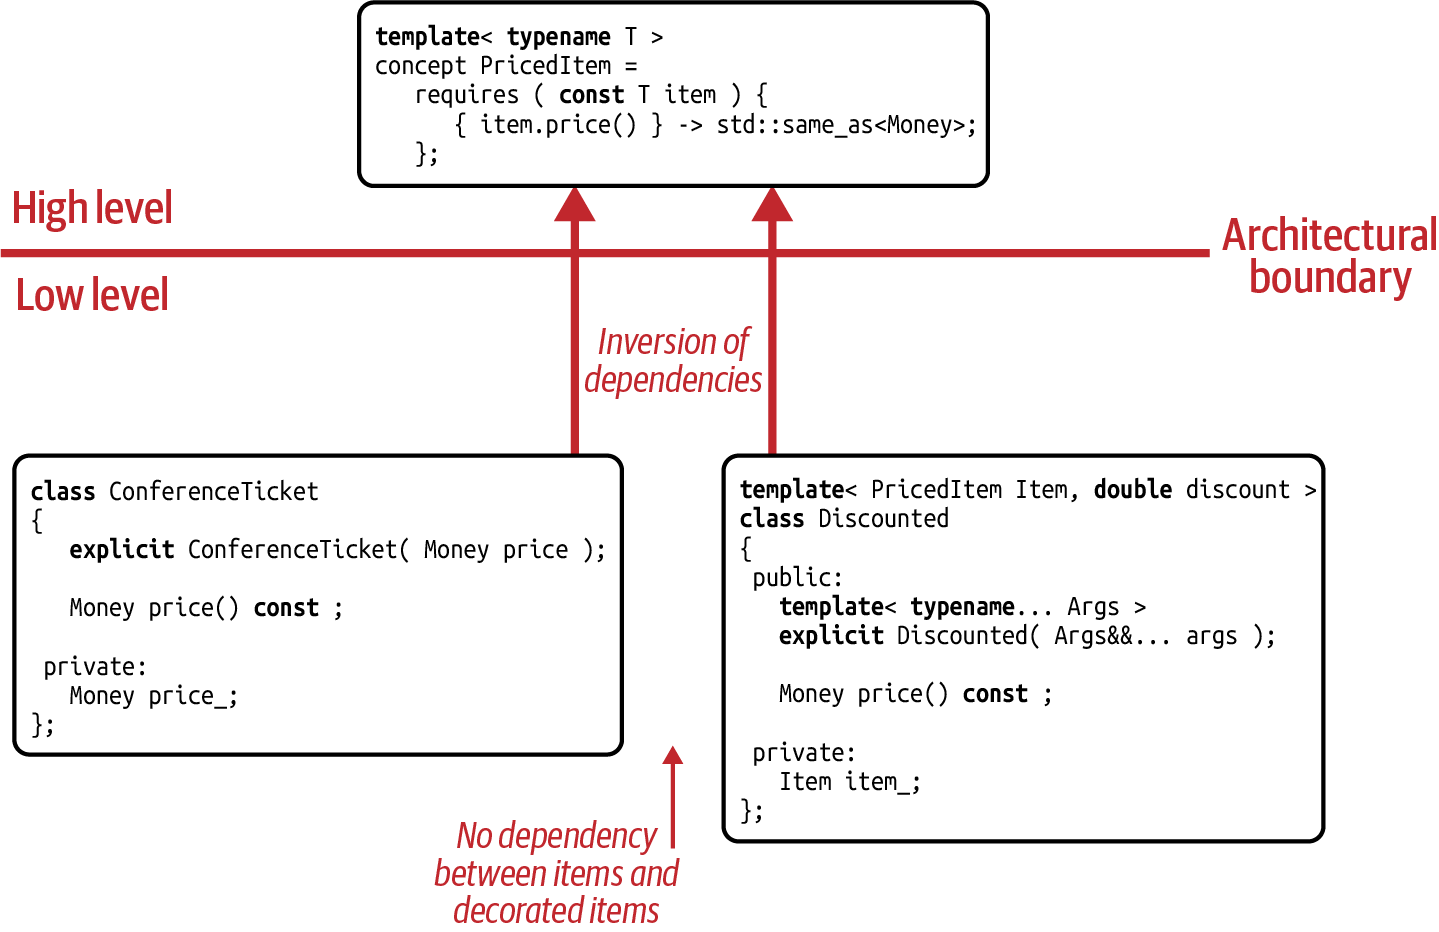 template< typename T >
concept PricedItem =
   requires ( const T item ) {
      { item.price() } -> std::same_as<Money>;
   };
High level
Architectural
boundary
Low level
Inversion of
dependencies
class ConferenceTicket
{
   explicit ConferenceTicket( Money price );

   Money price() const ;

 private:
   Money price_;
};
template< PricedItem Item, double discount >
class Discounted
{
 public:
   template< typename... Args >
   explicit Discounted( Args&&... args );

   Money price() const ;

 private:
   Item item_;
};
No dependency
between items and
decorated items